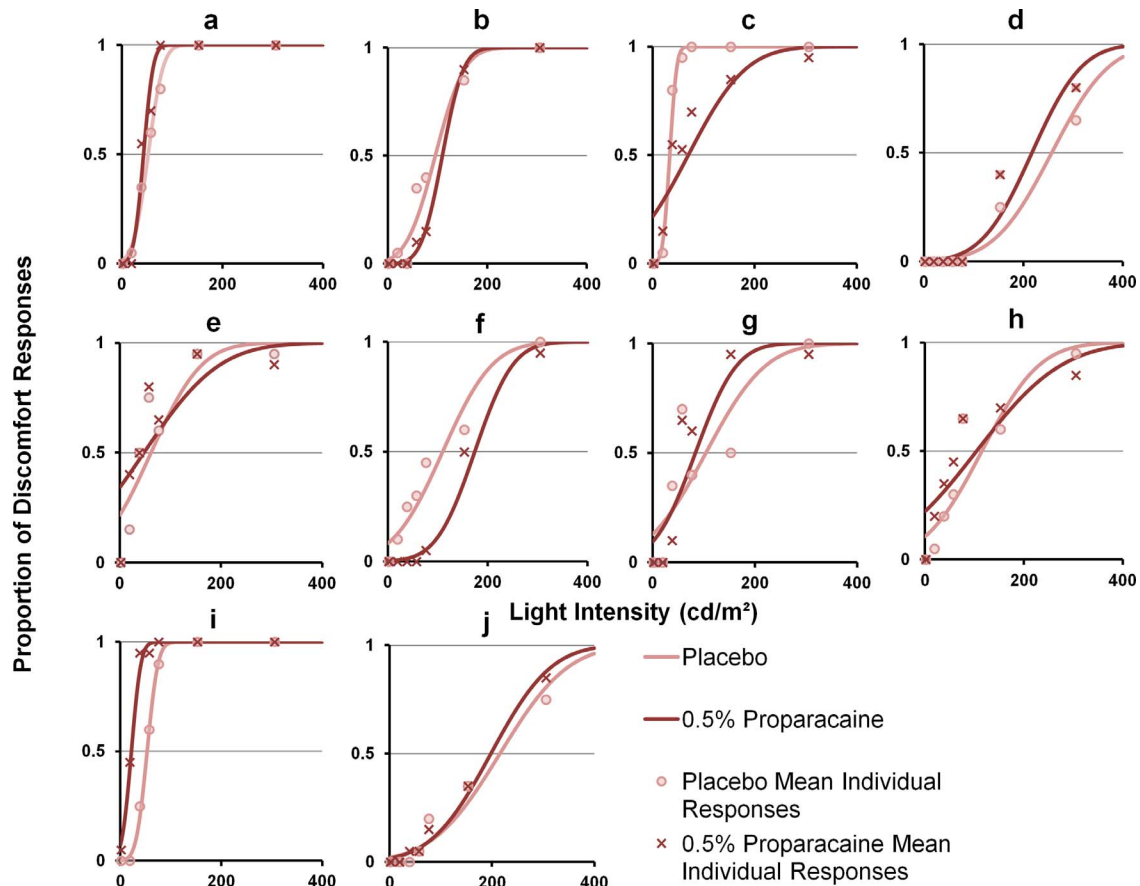 a b c d
1 1 1 1
0.5 0.5 0.5 0.5
0 0 0 0
0 200 400 0 200 400 0 200 400 0 200 400
e f g h
1 1 1 1
0.5 0.5 0.5 0.5
0 0 0 0
0 200 400 0 200 400 0 200 400 0 200 400
Proportion of Discomfort Responses
Light Intensity (cd/m²)
i j
1 1
0.5 0.5
0 0
0 200 400 0 200 400
Placebo
0.5% Proparacaine
Placebo Mean Individual
Responses
0.5% Proparacaine Mean
Individual Responses